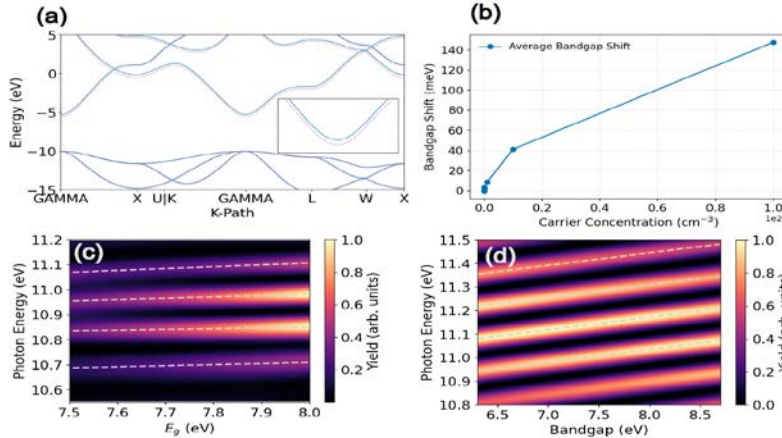 (a)
5
0
−5
−10
−15
Energy (eV)
GAMMA X U|K GAMMA L W X
K-Path
(b)
Average Bandgap Shift
140
120
100
80
60
40
20
0
Bandgap Shift (meV)
0.0 0.2 0.4 0.6 0.8 1.0
Carrier Concentration (cm⁻³)
(c)
11.2
11.1
11.0
10.9
10.8
10.7
10.6
Photon Energy (eV)
7.5 7.6 7.7 7.8 7.9 8.0
E_g (eV)
1.0
0.8
0.6
0.4
0.2
Yield (arb. units)
(d)
11.5
11.4
11.3
11.2
11.1
11.0
10.9
10.8
Photon Energy (eV)
6.5 7.0 7.5 8.0 8.5
Bandgap (eV)
1.0
0.8
0.6
0.4
0.2
0.0
Yield (arb. units)